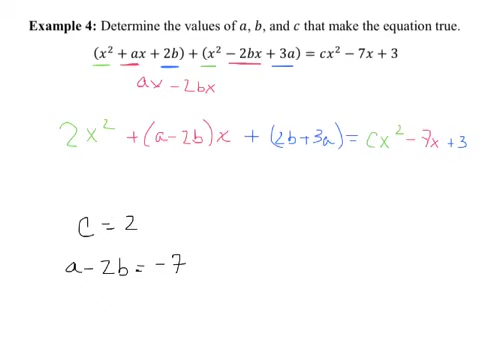 Example 4: Determine the values of a, b, and c that make the equation true.
(x² + ax + 2b) + (x² − 2bx + 3a) = cx² − 7x + 3
ax − 2bx
2x² + (a − 2b)x + (2b + 3a) = cx² − 7x + 3
c = 2
a − 2b = −7